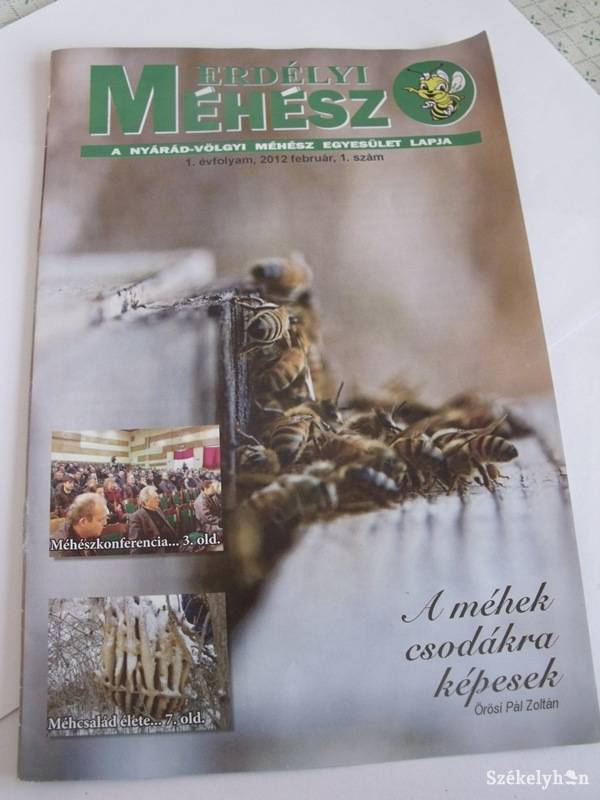 ERDÉLYI
MÉHÉSZ
A NYÁRÁD-VÖLGYI MÉHÉSZ EGYESÜLET LAPJA
1. évfolyam, 2012 február, 1. szám
Méhészkonferencia... 3. old.
Méhcsalád élete... 7. old.
A méhek
csodákra
képesek
Örösi Pál Zoltán
Székelyhon